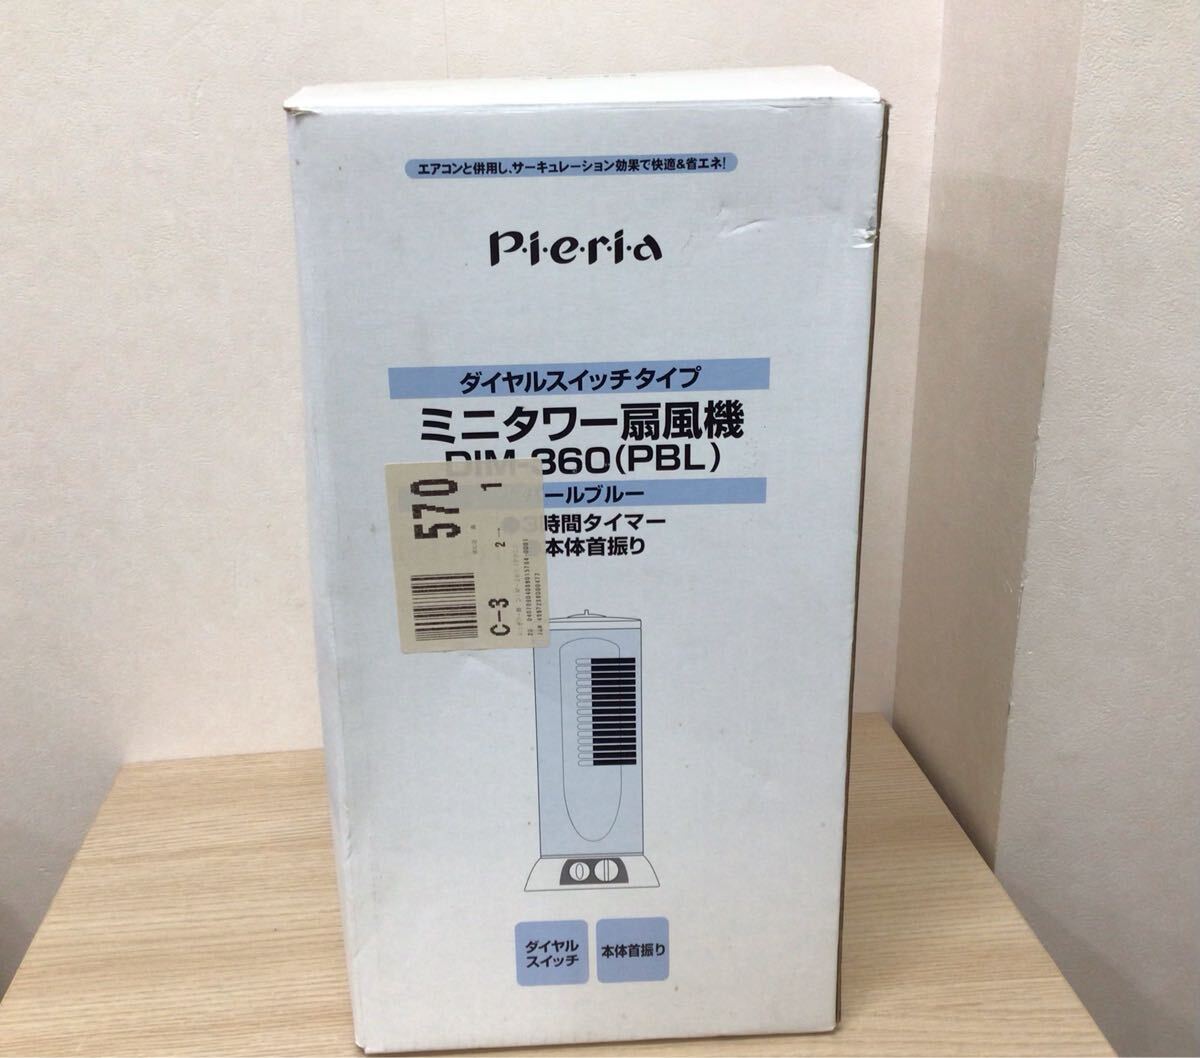 エアコンと併用し、サーキュレーション効果で快適&省エネ!
P·i·e·r·i·a
ダイヤルスイッチタイプ
ミニタワー扇風機
DIM-360(PBL)
ールブルー
●3時間タイマー
本体首振り
570
1
2→
C-3
ダイヤル
スイッチ
本体首振り